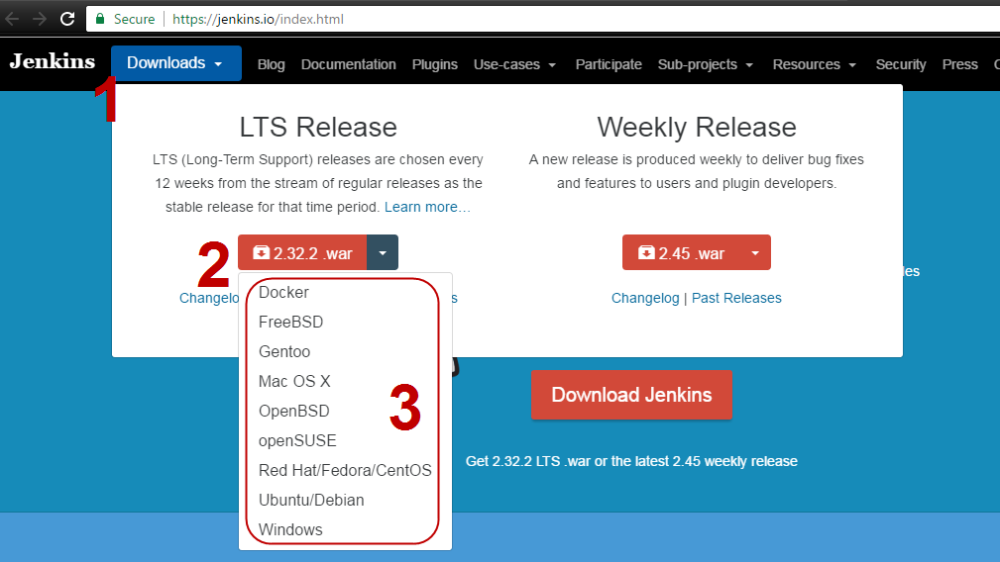 Secure https://jenkins.io/index.html
Jenkins Downloads Blog Documentation Plugins Use-cases Participate Sub-projects Resources Security Press
1
LTS Release
LTS (Long-Term Support) releases are chosen every
12 weeks from the stream of regular releases as the
stable release for that time period. Learn more…
2
2.32.2 .war
Docker
FreeBSD
Gentoo
Mac OS X
OpenBSD
openSUSE
Red Hat/Fedora/CentOS
Ubuntu/Debian
Windows
3
Weekly Release
A new release is produced weekly to deliver bug fixes
and features to users and plugin developers.
2.45 .war
Changelog | Past Releases
Download Jenkins
Get 2.32.2 LTS .war or the latest 2.45 weekly release